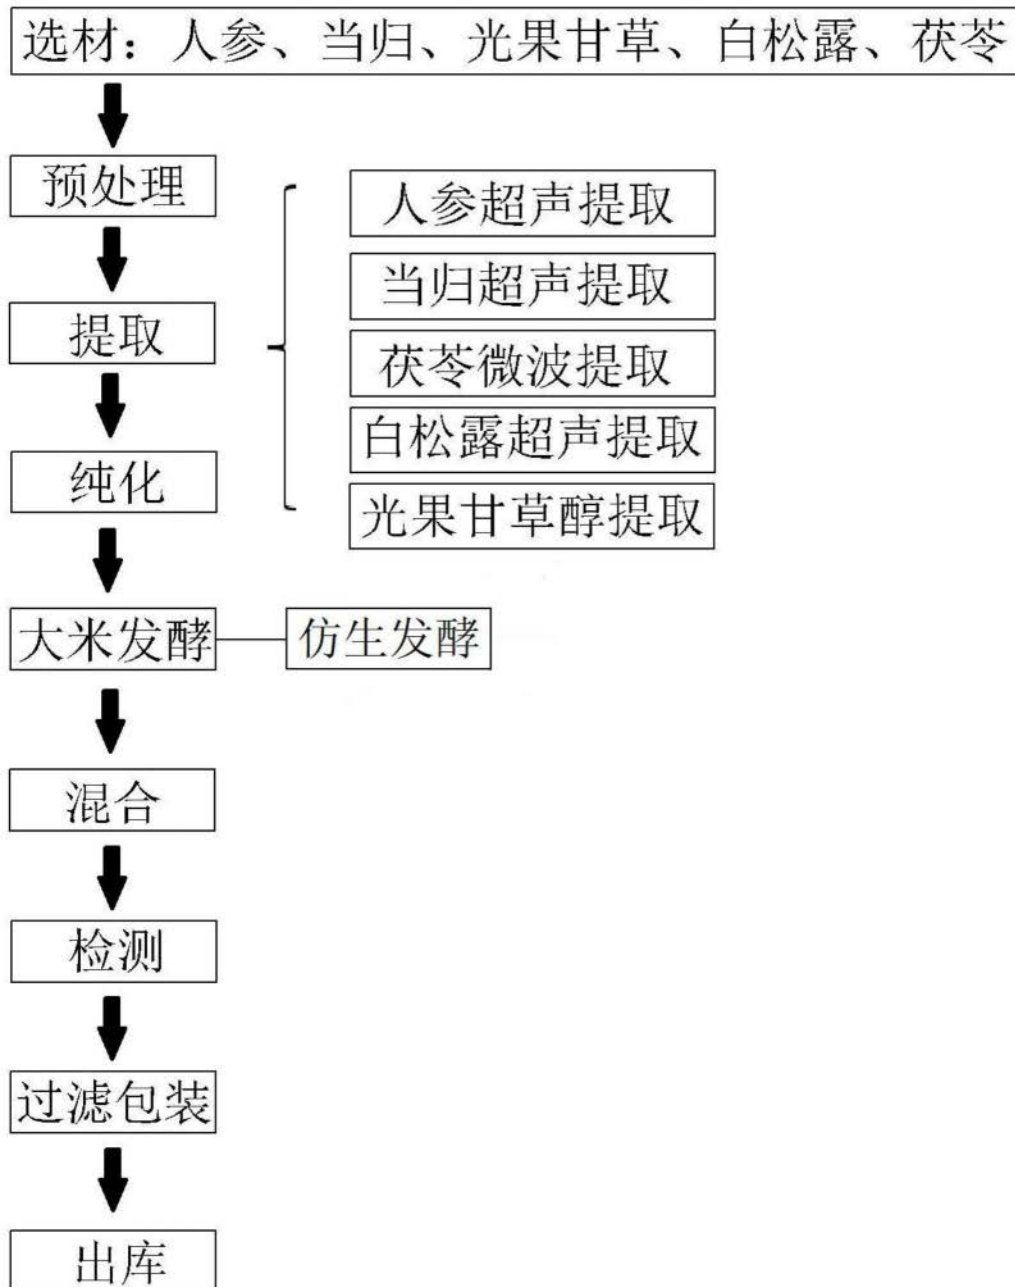 选材：人参、当归、光果甘草、白松露、茯苓
预处理
提取
人参超声提取
当归超声提取
茯苓微波提取
白松露超声提取
光果甘草醇提取
纯化
大米发酵
仿生发酵
混合
检测
过滤包装
出库